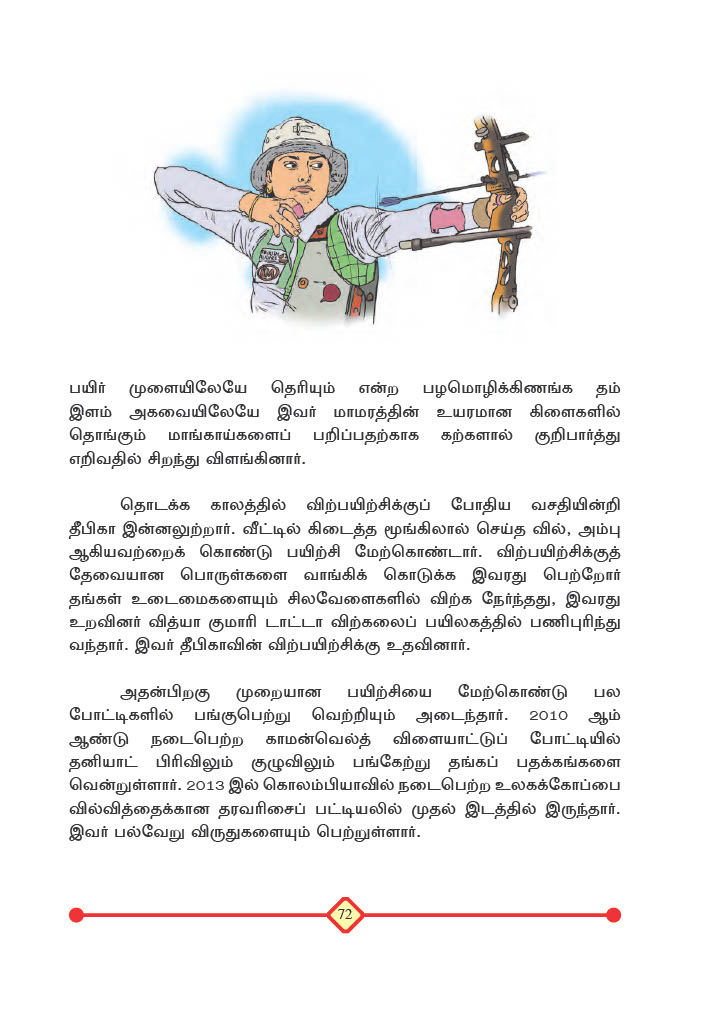 பயிர் முளையிலேயே தெரியும் என்ற பழமொழிக்கிணங்க தம்
இளம் அகவையிலேயே இவர் மாமரத்தின் உயரமான கிளைகளில்
தொங்கும் மாங்காய்களைப் பறிப்பதற்காக கற்களால் குறிபார்த்து
எறிவதில் சிறந்து விளங்கினார்.
தொடக்க காலத்தில் விற்பயிற்சிக்குப் போதிய வசதியின்றி
தீபிகா இன்னலுற்றார். வீட்டில் கிடைத்த மூங்கிலால் செய்த வில், அம்பு
ஆகியவற்றைக் கொண்டு பயிற்சி மேற்கொண்டார். விற்பயிற்சிக்குத்
தேவையான பொருள்களை வாங்கிக் கொடுக்க இவரது பெற்றோர்
தங்கள் உடைமைகளையும் சிலவேளைகளில் விற்க நேர்ந்தது, இவரது
உறவினர் வித்யா குமாரி டாட்டா விற்கலைப் பயிலகத்தில் பணிபுரிந்து
வந்தார். இவர் தீபிகாவின் விற்பயிற்சிக்கு உதவினார்.
அதன்பிறகு முறையான பயிற்சியை மேற்கொண்டு பல
போட்டிகளில் பங்குபெற்று வெற்றியும் அடைந்தார். 2010 ஆம்
ஆண்டு நடைபெற்ற காமன்வெல்த் விளையாட்டுப் போட்டியில்
தனியாட் பிரிவிலும் குழுவிலும் பங்கேற்று தங்கப் பதக்கங்களை
வென்றுள்ளார். 2013 இல் கொலம்பியாவில் நடைபெற்ற உலகக்கோப்பை
வில்வித்தைக்கான தரவரிசைப் பட்டியலில் முதல் இடத்தில் இருந்தார்.
இவர் பல்வேறு விருதுகளையும் பெற்றுள்ளார்.
72